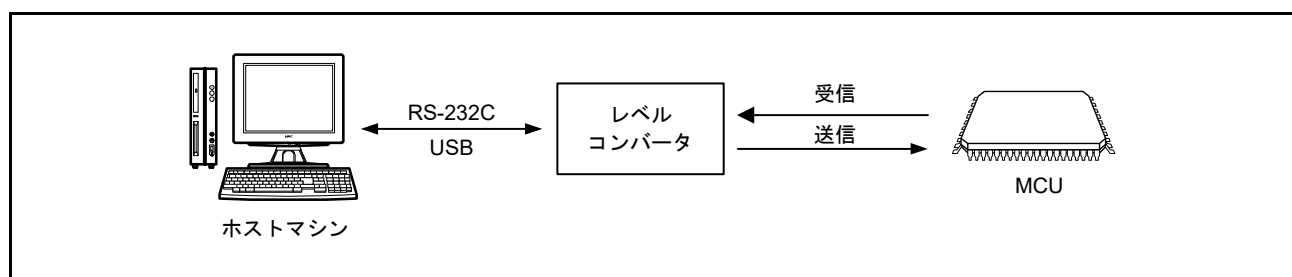 RS-232C
USB
レベル
コンバータ
受信
送信
MCU
ホストマシン